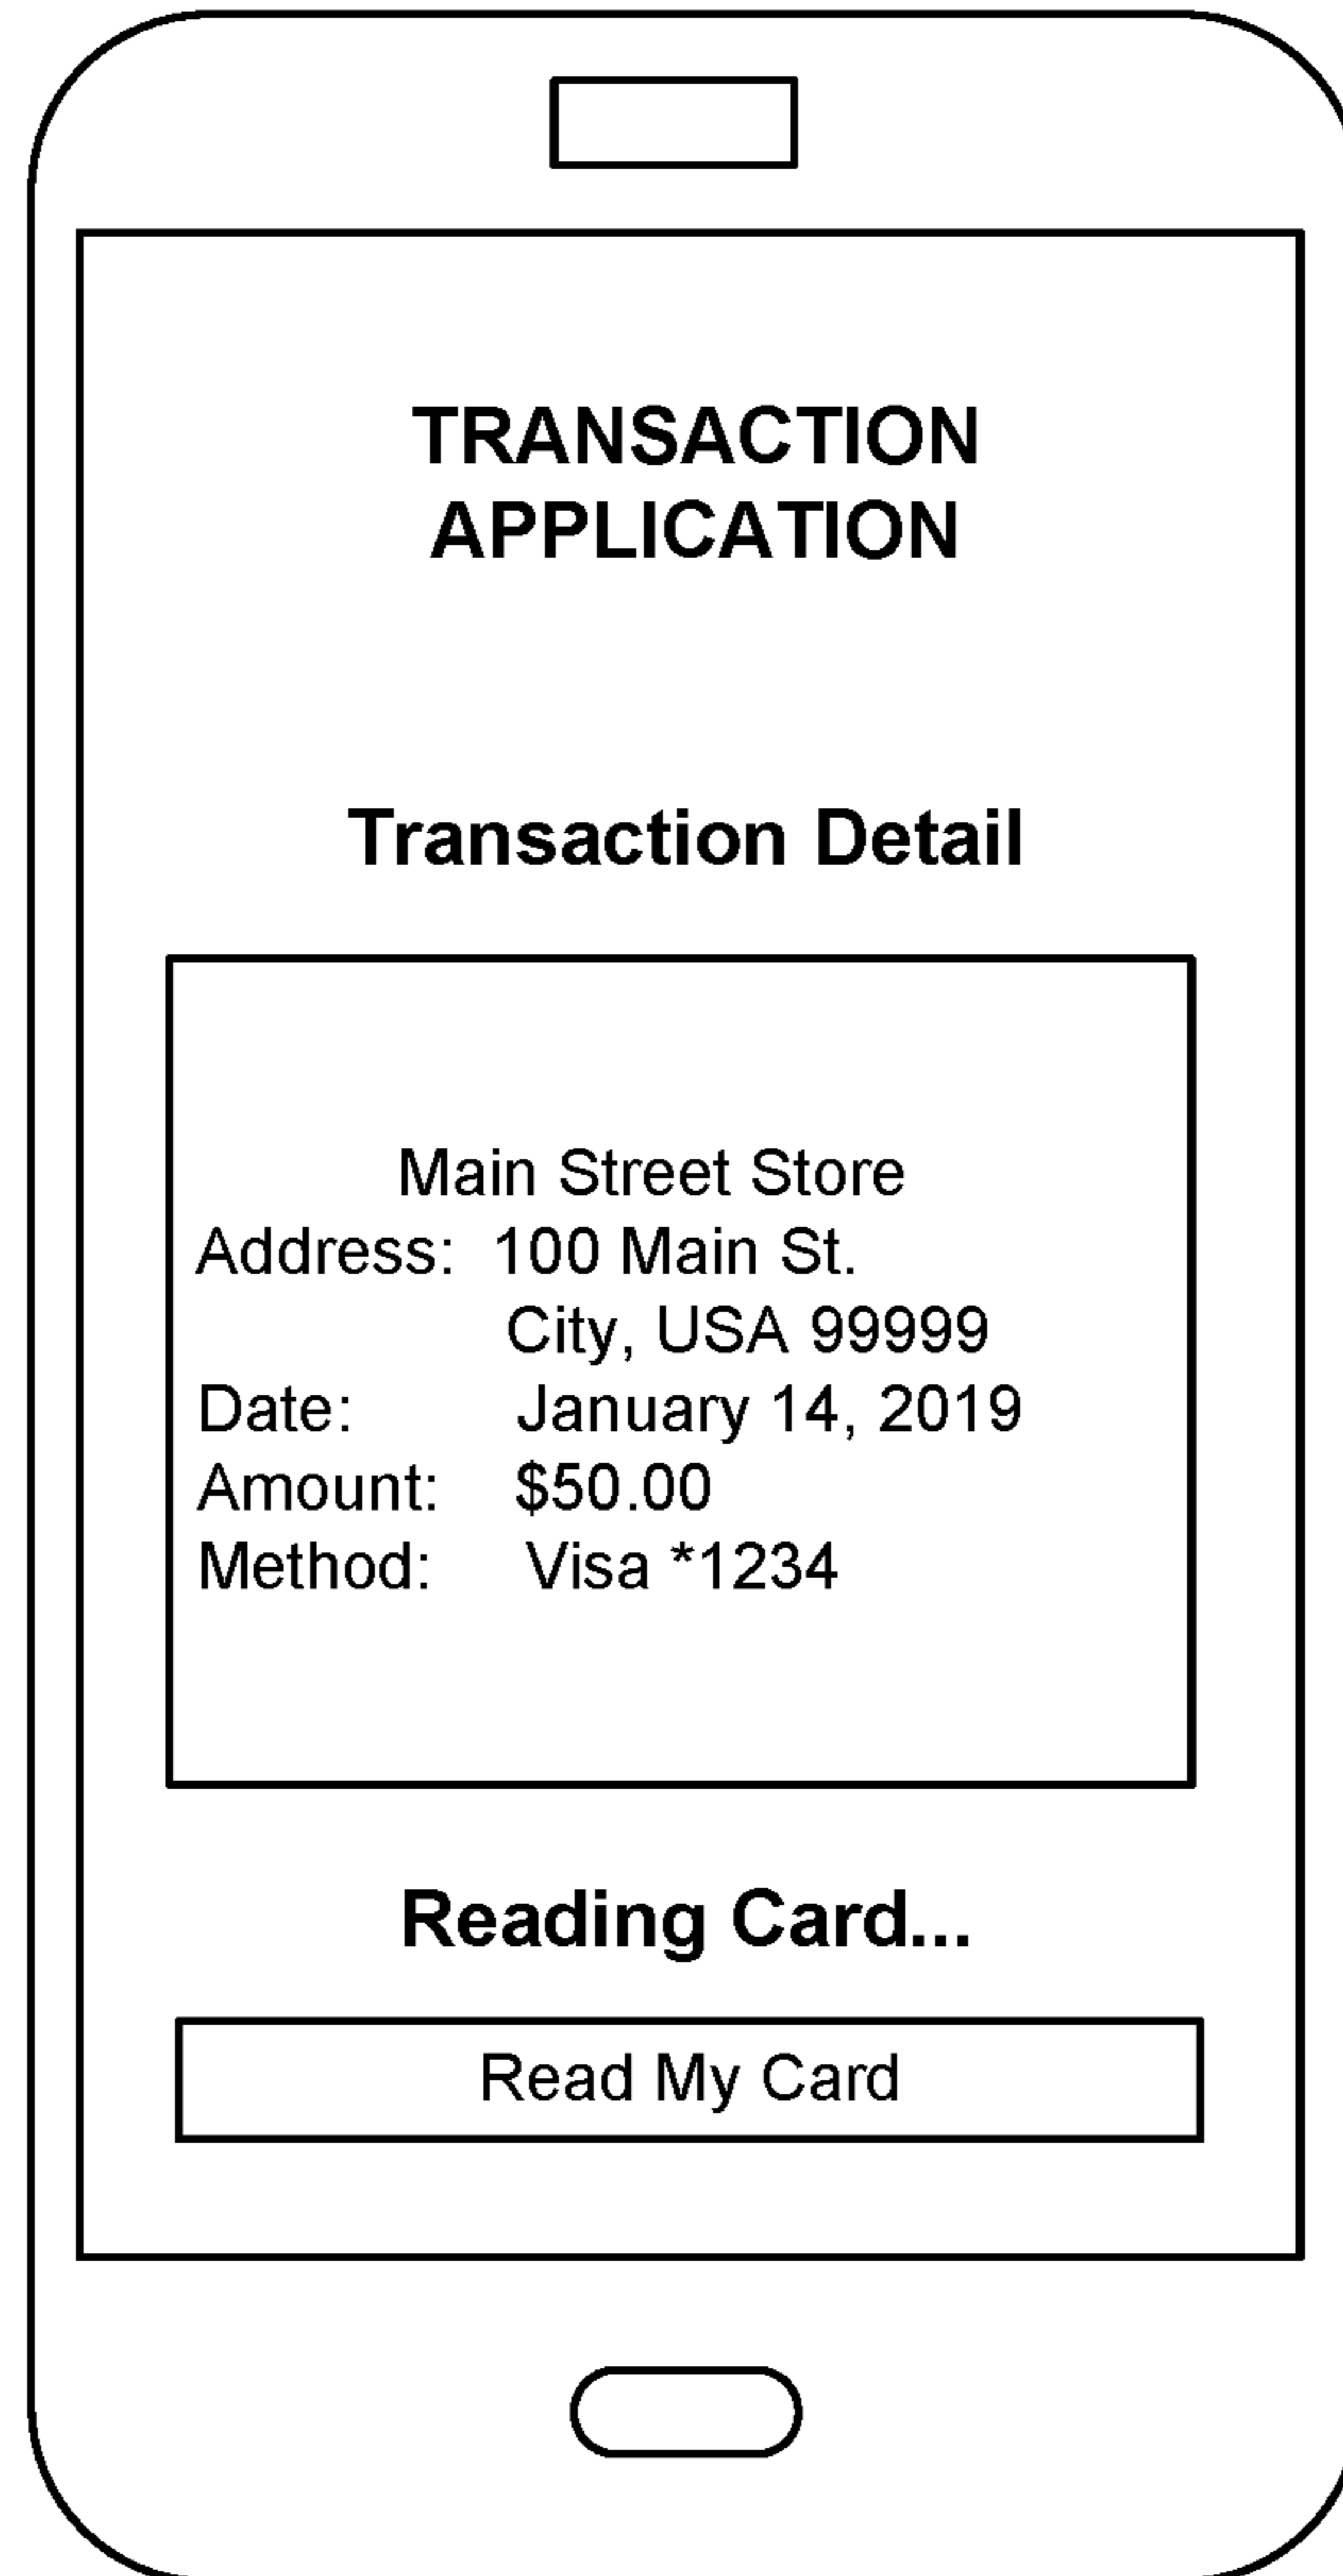 TRANSACTION
APPLICATION
Transaction Detail
Main Street Store
Address: 100 Main St.
City, USA 99999
Date: January 14, 2019
Amount: $50.00
Method: Visa *1234
Reading Card...
Read My Card